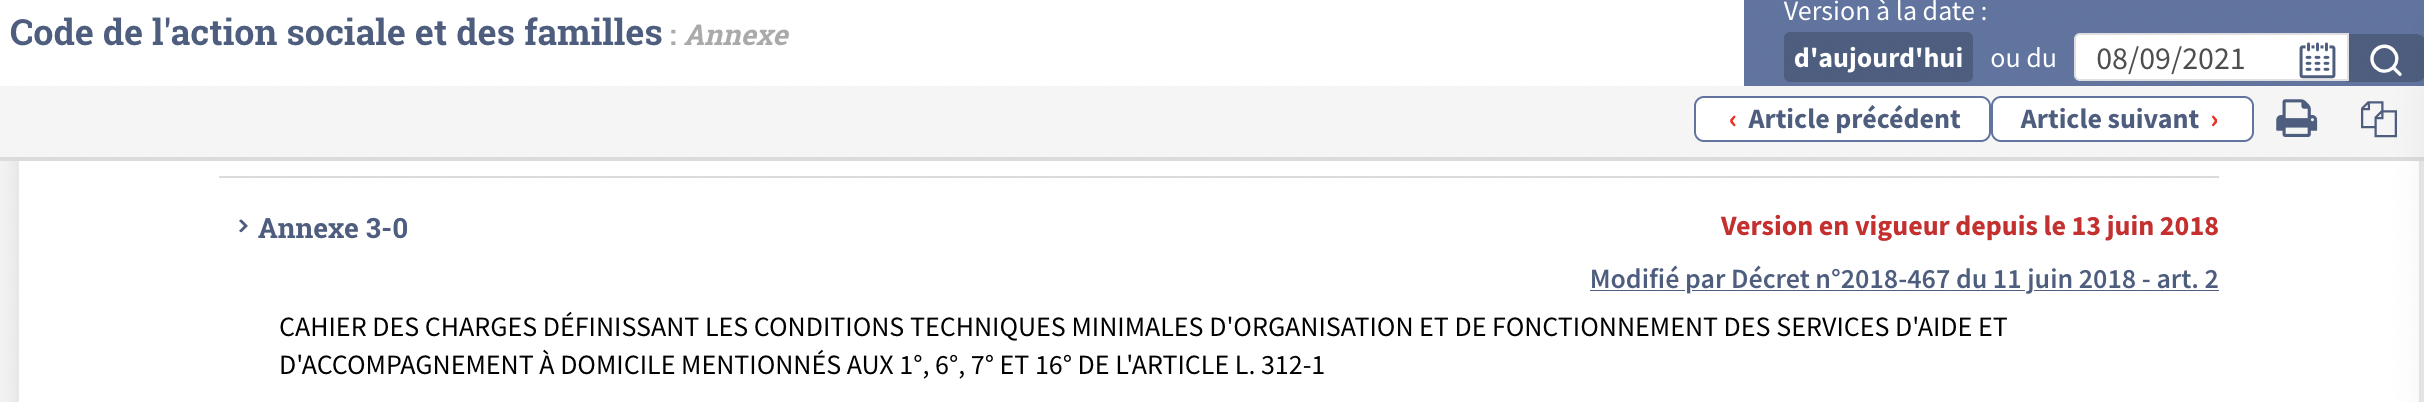 Code de l'action sociale et des familles : Annexe
Version à la date :
d'aujourd'hui ou du 08/09/2021
‹ Article précédent
Article suivant ›
Annexe 3-0
Version en vigueur depuis le 13 juin 2018
Modifié par Décret n°2018-467 du 11 juin 2018 - art. 2
CAHIER DES CHARGES DÉFINISSANT LES CONDITIONS TECHNIQUES MINIMALES D'ORGANISATION ET DE FONCTIONNEMENT DES SERVICES D'AIDE ET
D'ACCOMPAGNEMENT À DOMICILE MENTIONNÉS AUX 1°, 6°, 7° ET 16° DE L'ARTICLE L. 312-1